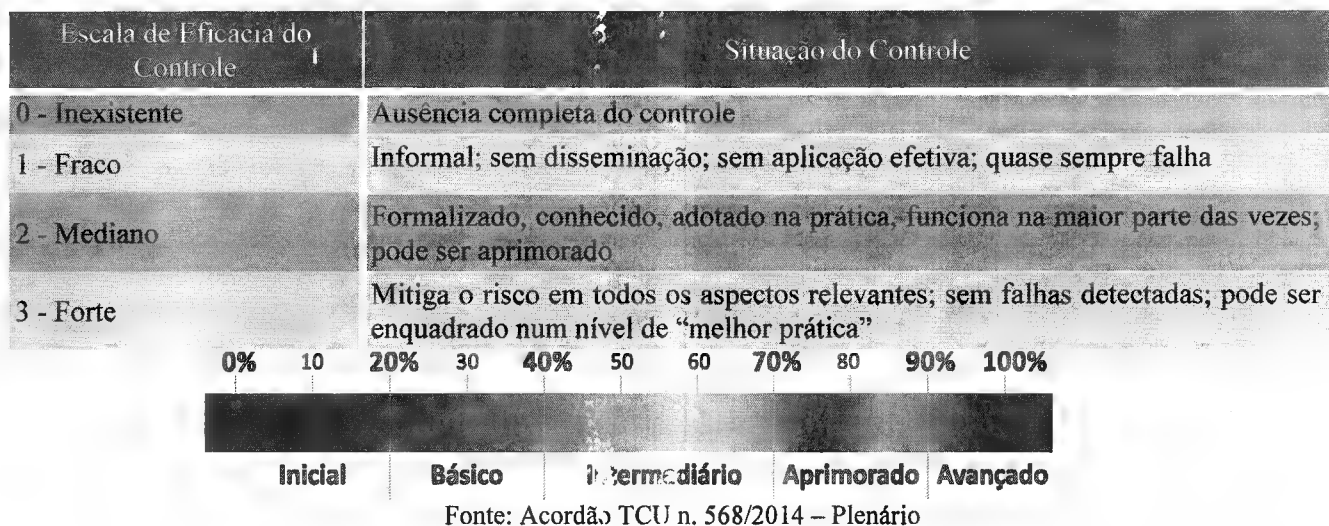 Escala de Eficacia do
Controle
Situação do Controle
0 - Inexistente
Ausência completa do controle
1 - Fraco
Informal; sem disseminação; sem aplicação efetiva; quase sempre falha
2 - Mediano
Formalizado, conhecido, adotado na prática, funciona na maior parte das vezes;
pode ser aprimorado
3 - Forte
Mitiga o risco em todos os aspectos relevantes; sem falhas detectadas; pode ser
enquadrado num nível de “melhor prática”
0% 10 20% 30 40% 50 60 70% 80 90% 100%
Inicial Básico Intermediário Aprimorado Avançado
Fonte: Acordão TCU n. 568/2014 – Plenário